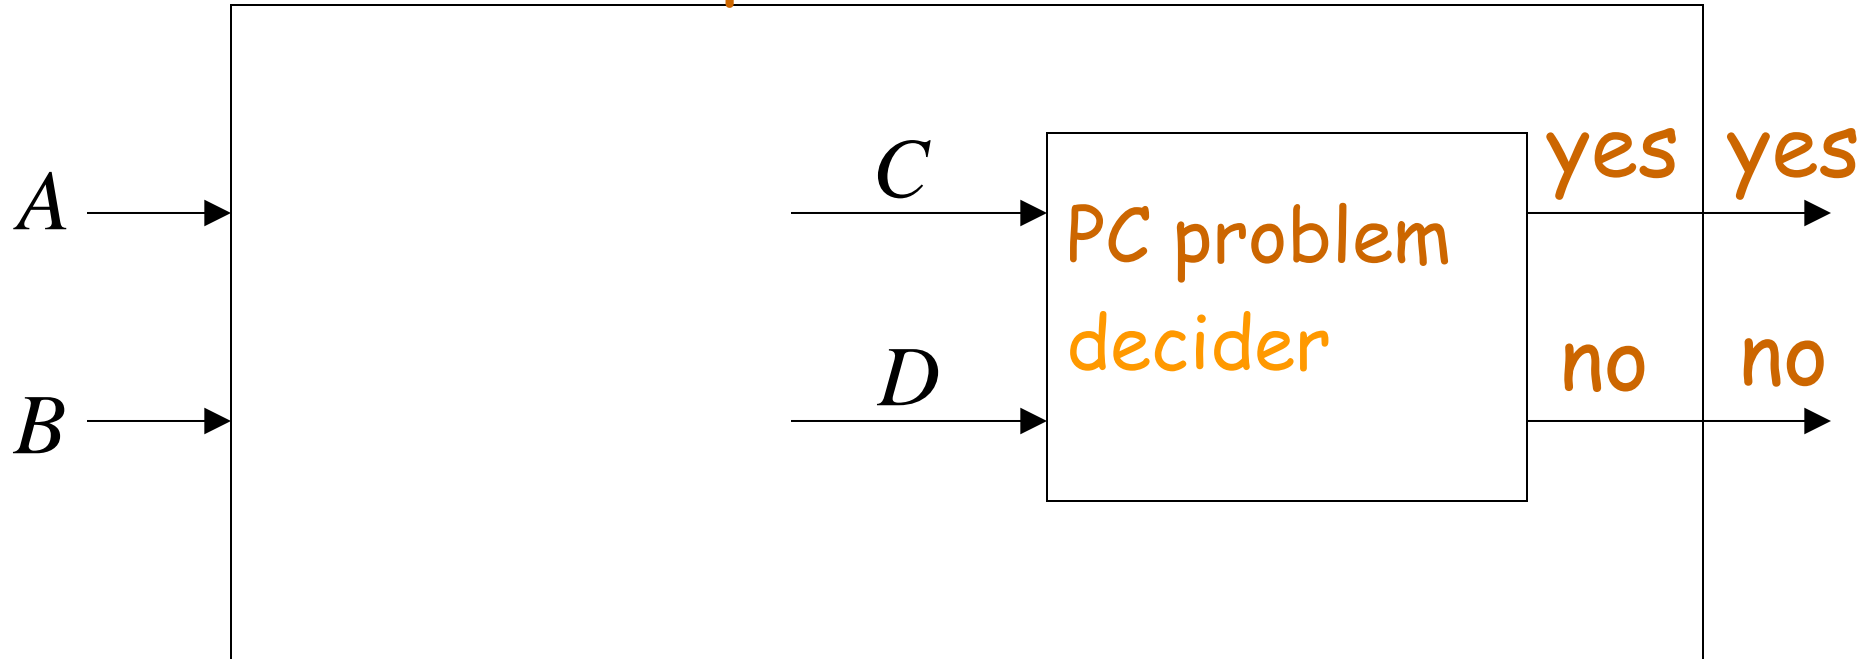 A
B
C
D
PC problem
decider
yes yes
no no